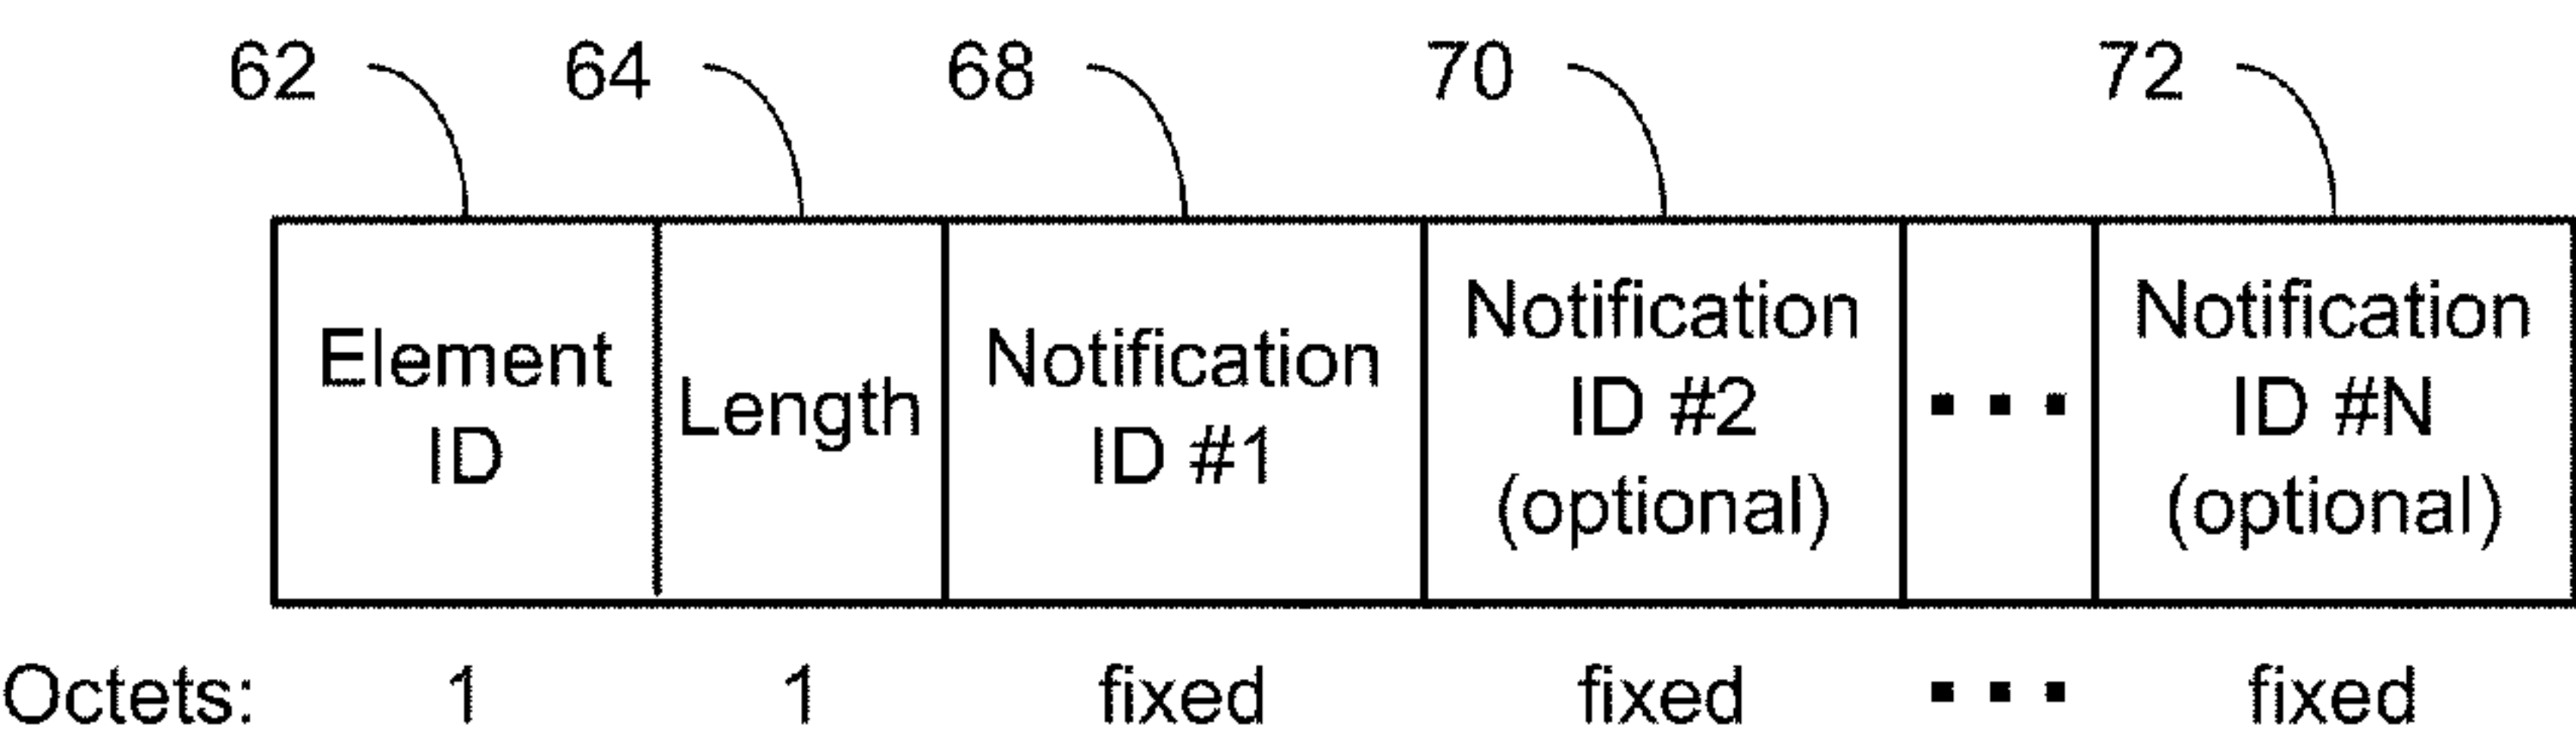 62 64 68 70 72
Element
ID
Length
Notification
ID #1
Notification
ID #2
(optional)
▪ ▪ ▪
Notification
ID #N
(optional)
Octets: 1 1 fixed fixed ▪ ▪ ▪ fixed